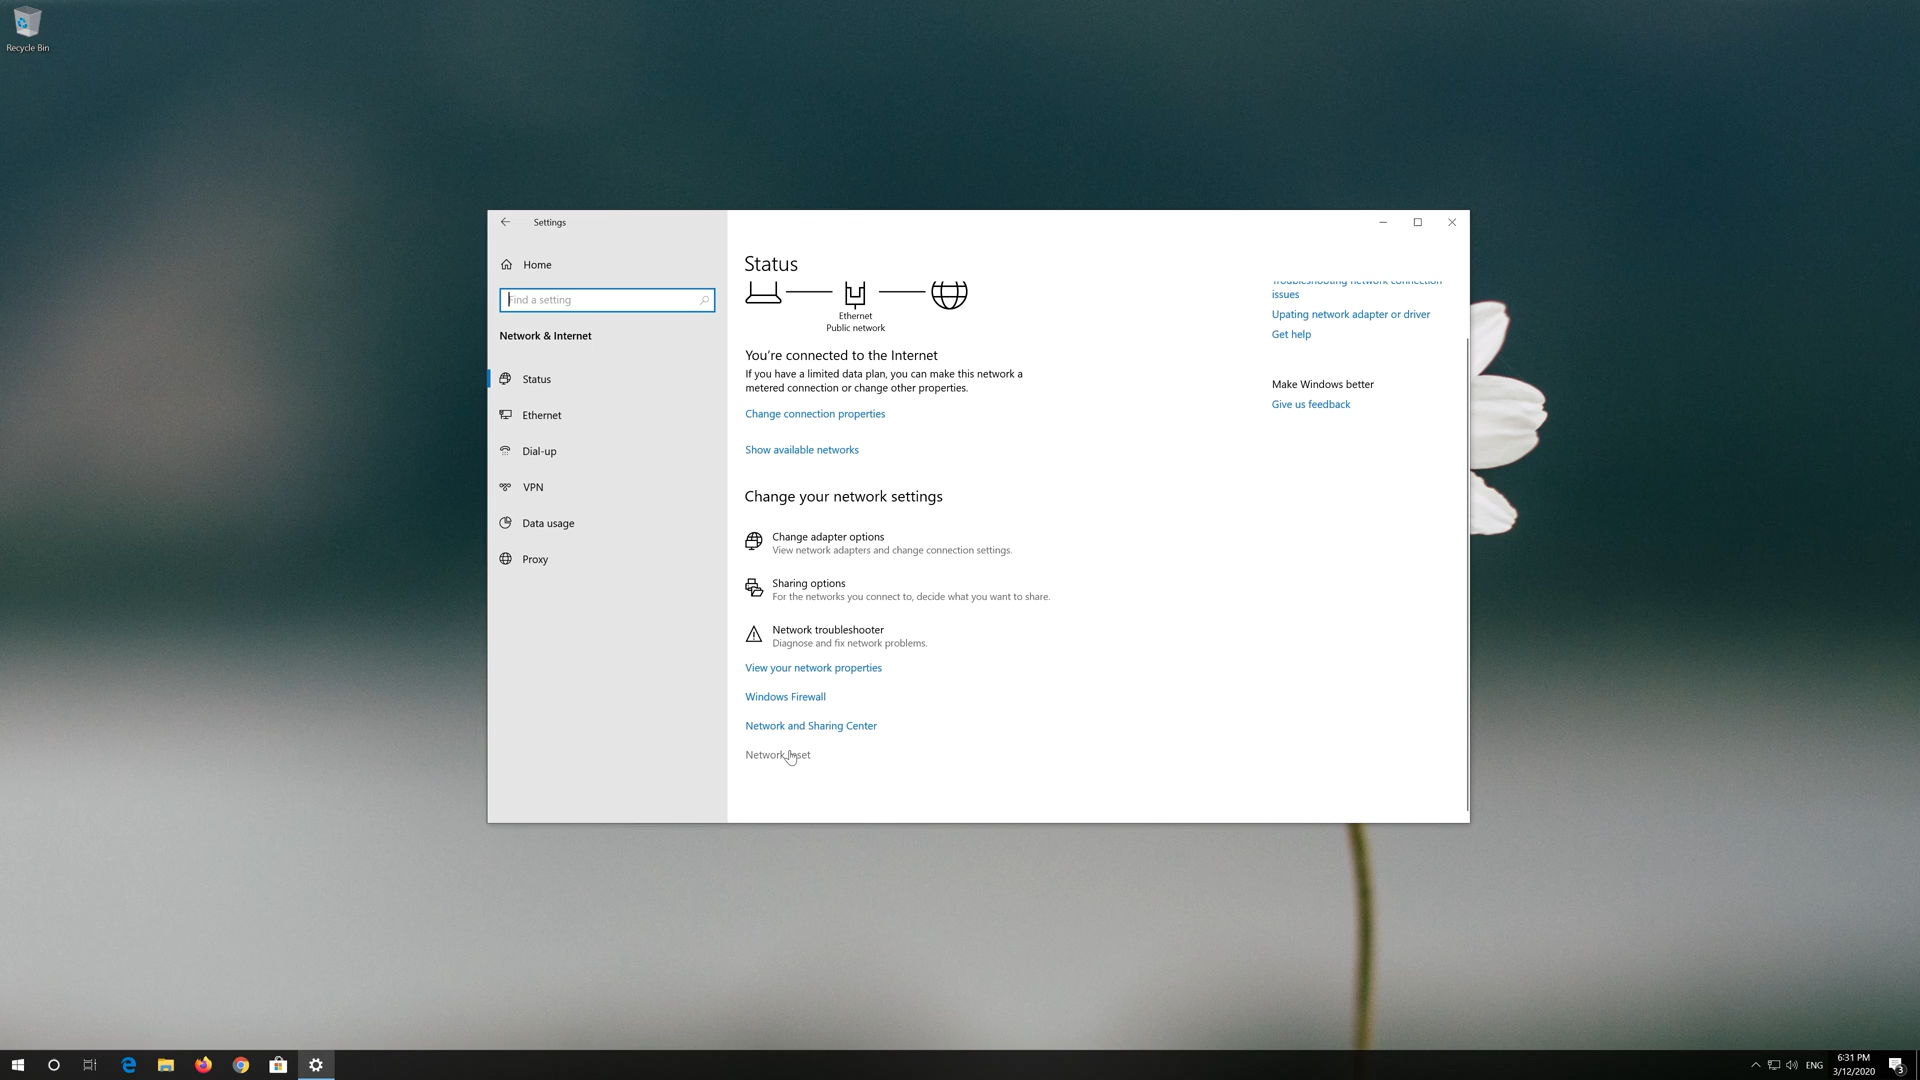 Recycle Bin
Settings
Home
Find a setting
Network & Internet
Status
Ethernet
Dial-up
VPN
Data usage
Proxy
Status
Ethernet
Public network
You're connected to the Internet
If you have a limited data plan, you can make this network a
metered connection or change other properties.
Change connection properties
Show available networks
Change your network settings
Change adapter options
View network adapters and change connection settings.
Sharing options
For the networks you connect to, decide what you want to share.
Network troubleshooter
Diagnose and fix network problems.
View your network properties
Windows Firewall
Network and Sharing Center
Network reset
Troubleshooting network connection
issues
Upating network adapter or driver
Get help
Make Windows better
Give us feedback
ENG
6:31 PM
3/12/2020
3